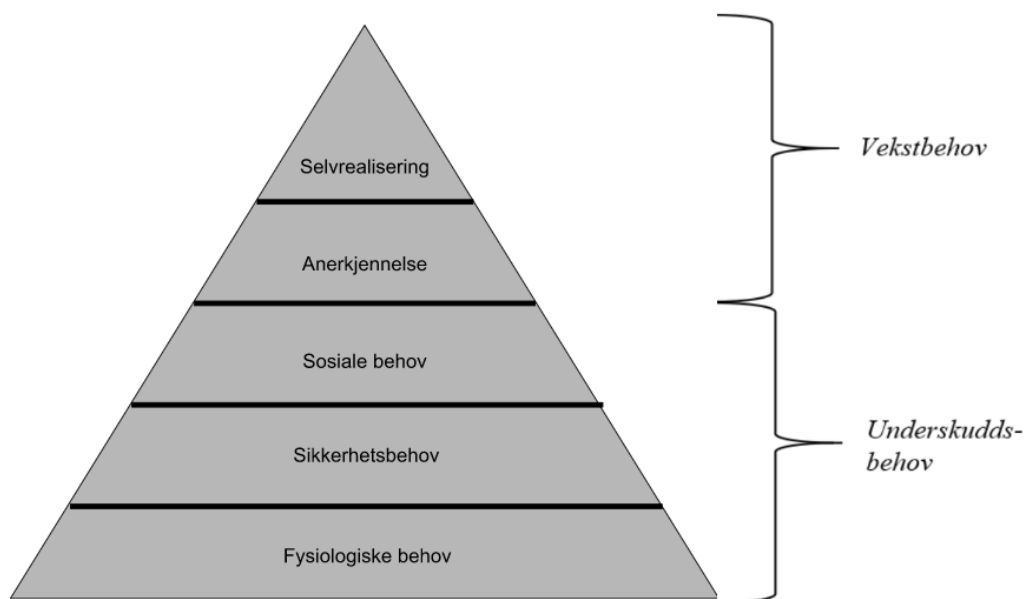 Selvrealisering
Vekstbehov
Anerkjennelse
Sosiale behov
Underskudds-
behov
Sikkerhetsbehov
Fysiologiske behov